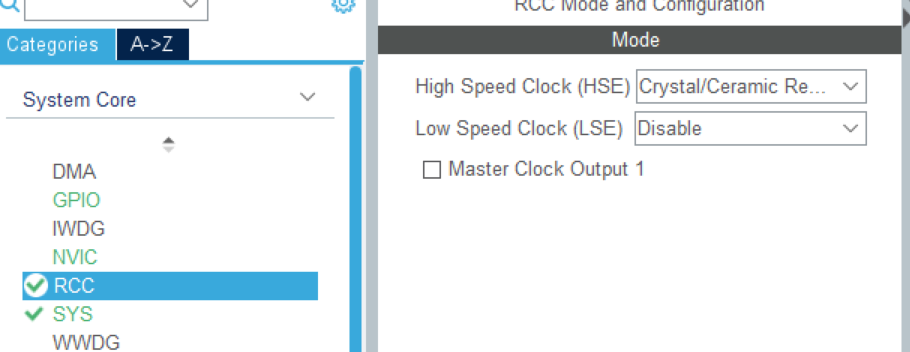 RCC Mode and Configuration
Categories A->Z
Mode
System Core
High Speed Clock (HSE) Crystal/Ceramic Re...
Low Speed Clock (LSE) Disable
Master Clock Output 1
DMA
GPIO
IWDG
NVIC
RCC
SYS
WWDG